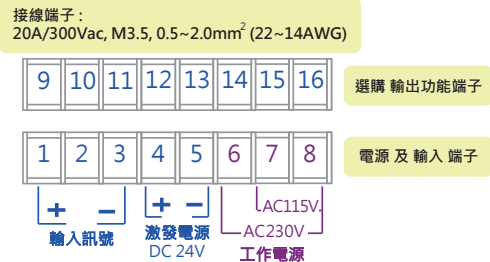 接線端子 :
20A/300Vac, M3.5, 0.5~2.0mm² (22~14AWG)
9 10 11 12 13 14 15 16
選購 輸出功能端子
1 2 3 4 5 6 7 8
電源 及 輸入 端子
+ − + − AC115V
輸入訊號 激發電源 AC230V
DC 24V 工作電源